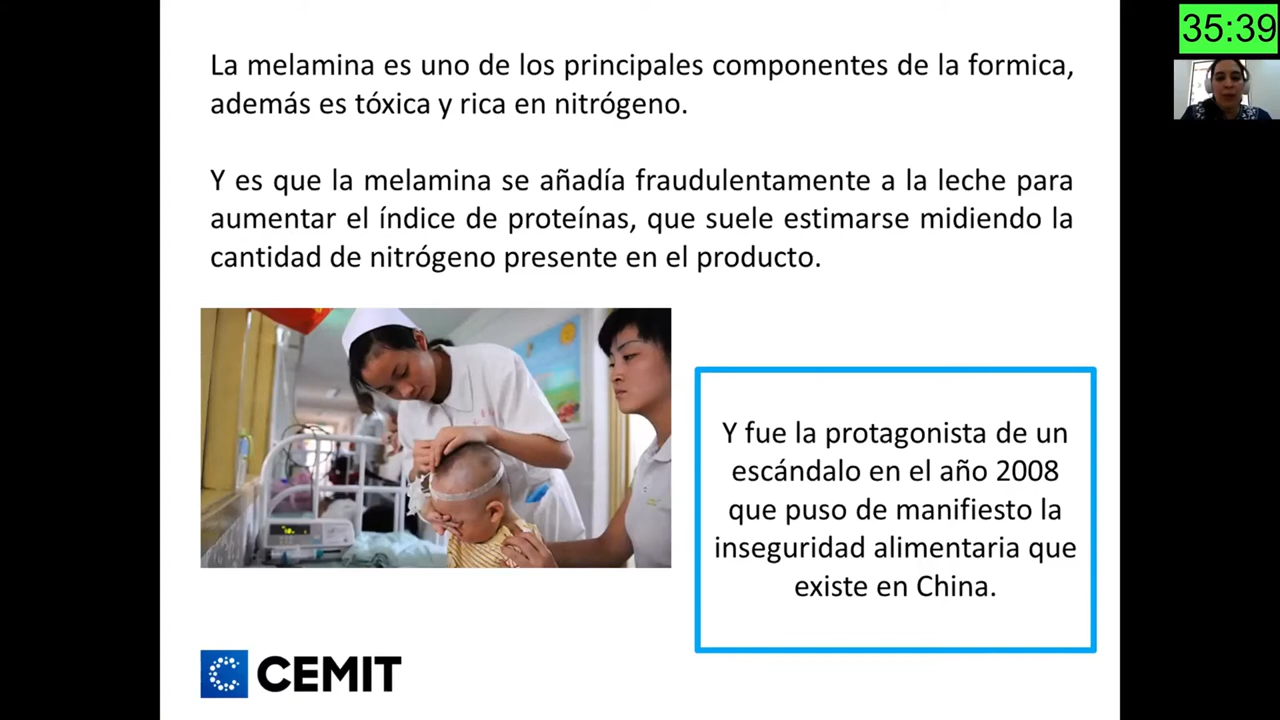 35:39
La melamina es uno de los principales componentes de la formica,
además es tóxica y rica en nitrógeno.
Y es que la melamina se añadía fraudulentamente a la leche para
aumentar el índice de proteínas, que suele estimarse midiendo la
cantidad de nitrógeno presente en el producto.
Y fue la protagonista de un
escándalo en el año 2008
que puso de manifiesto la
inseguridad alimentaria que
existe en China.
CEMIT